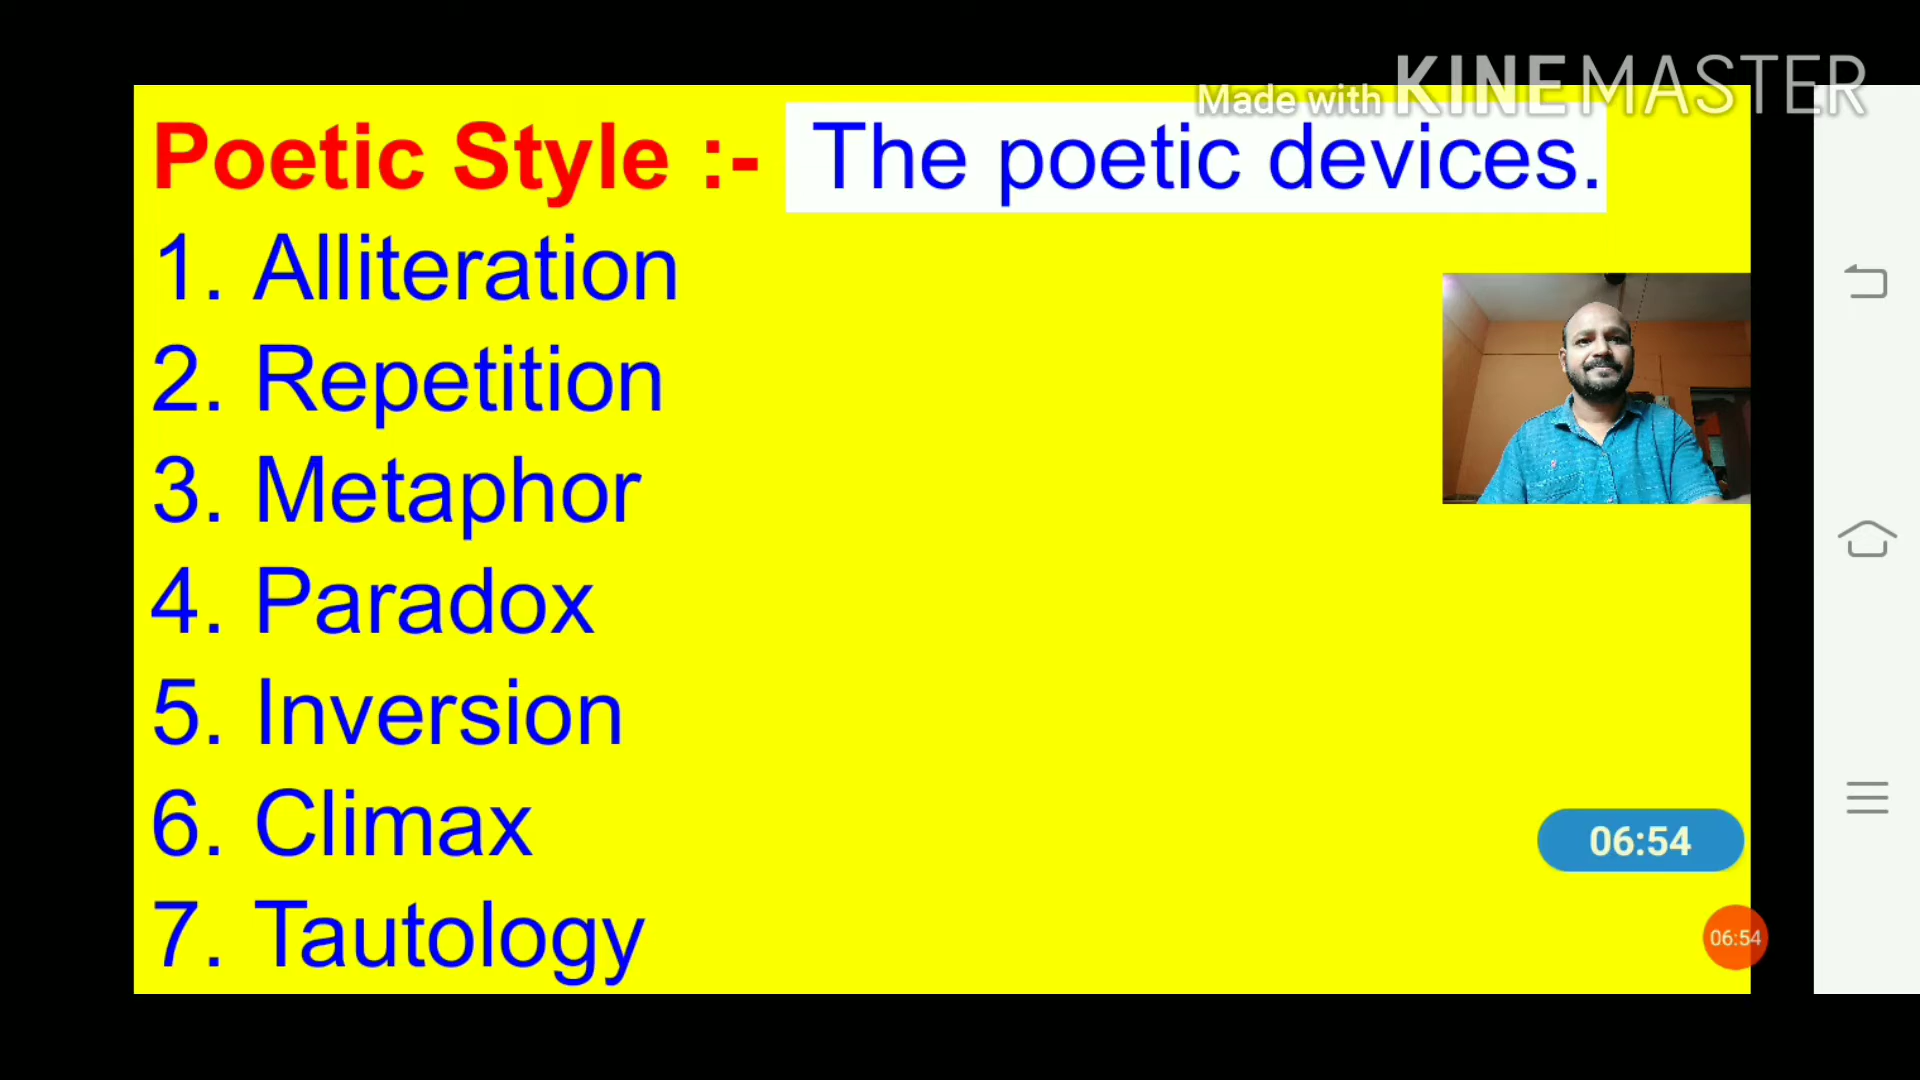 Made with KINEMASTER
Poetic Style :- The poetic devices.
1. Alliteration
2. Repetition
3. Metaphor
4. Paradox
5. Inversion
6. Climax
7. Tautology
06:54
06:54